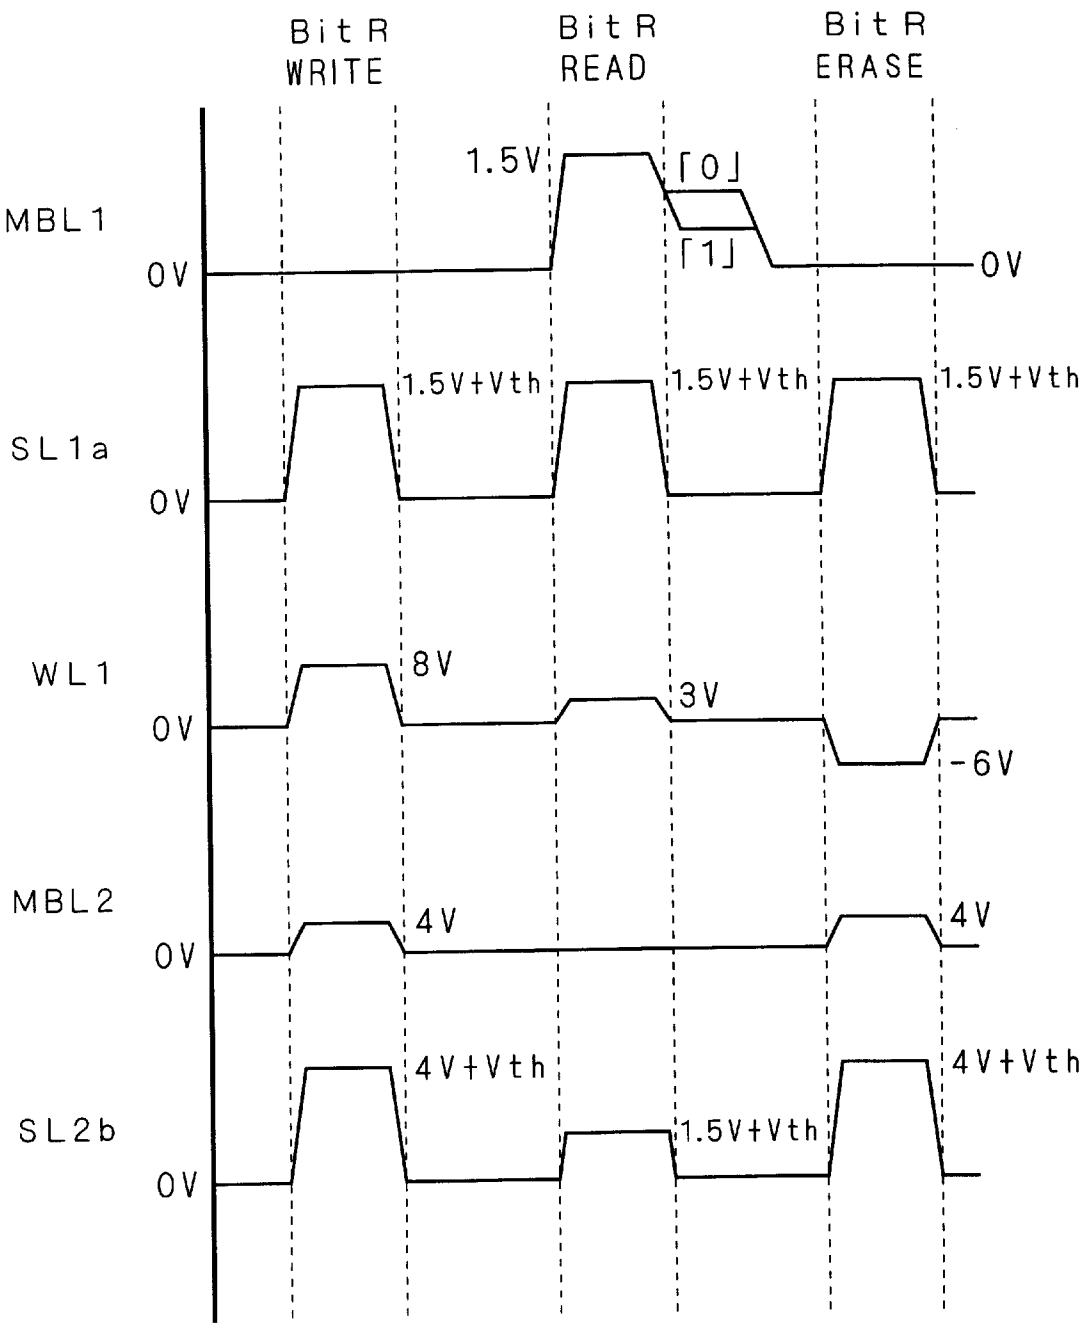 Bit R
WRITE
Bit R
READ
Bit R
ERASE
MBL1
1.5V
「0」
「1」
0V
0V
SL1a
1.5V+Vth
1.5V+Vth
1.5V+Vth
0V
WL1
8V
3V
-6V
0V
MBL2
4V
4V
0V
SL2b
4V+Vth
1.5V+Vth
4V+Vth
0V